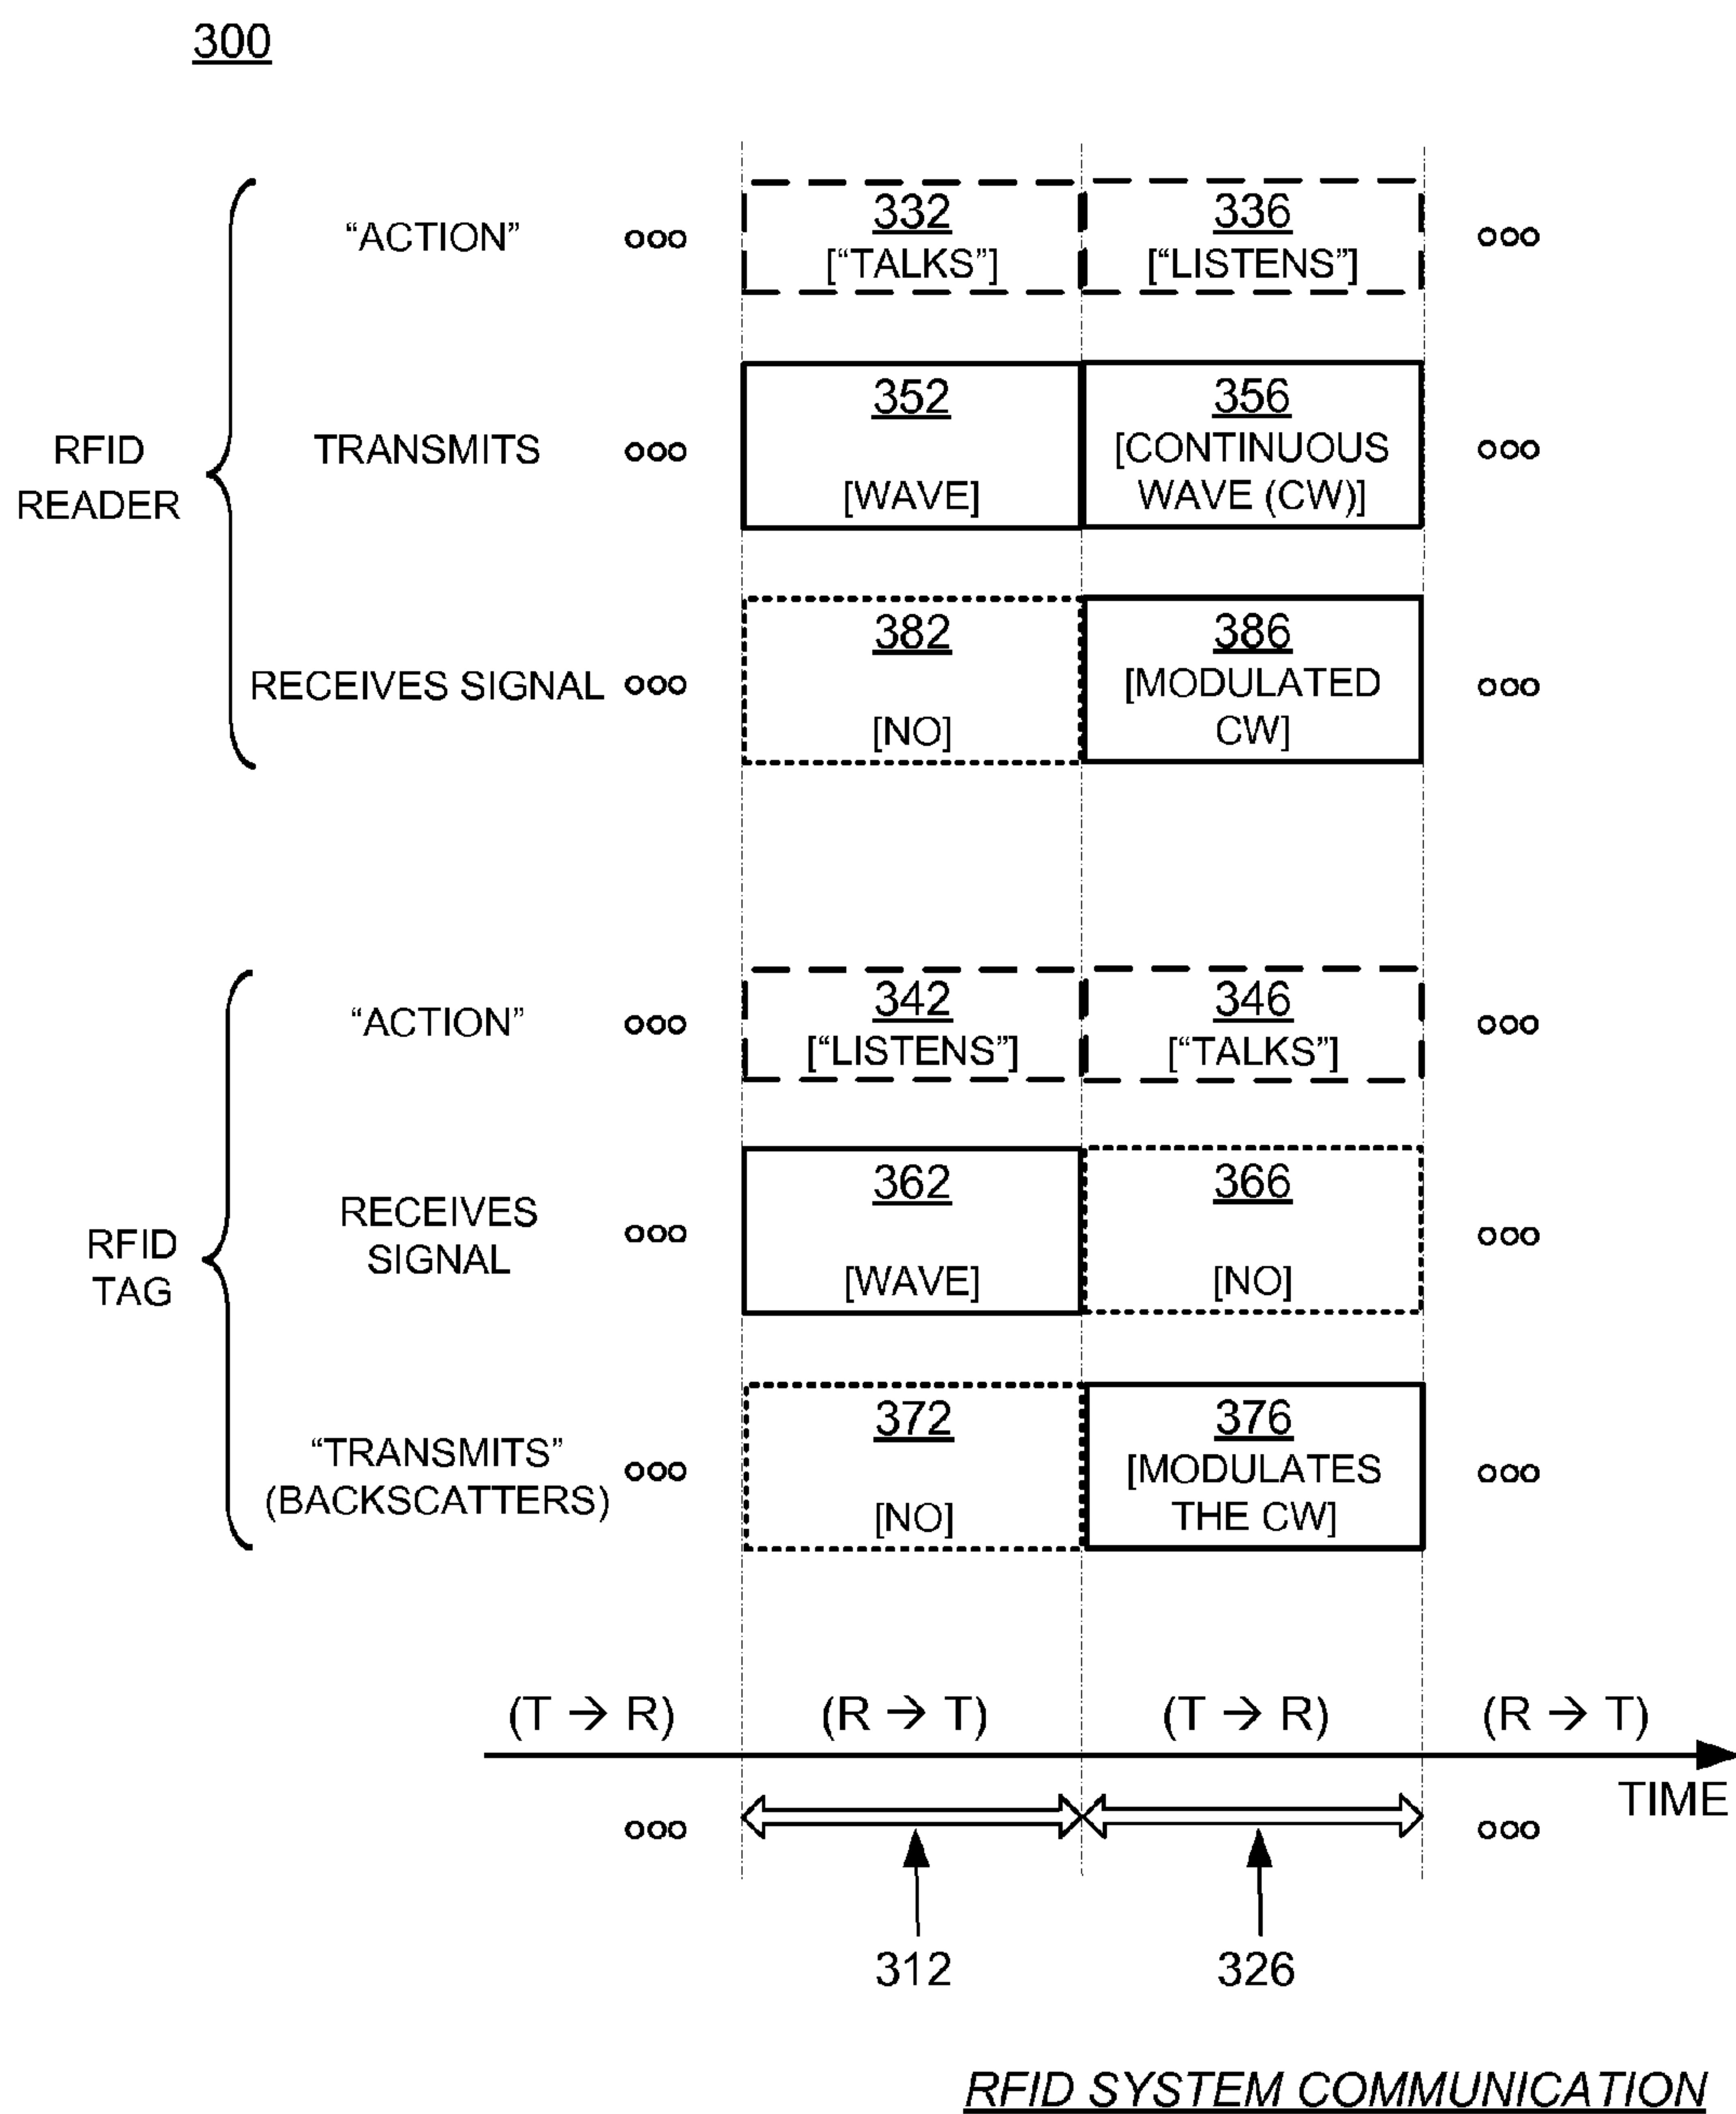 300
“ACTION”
ooo
332
[“TALKS”]
336
[“LISTENS”]
ooo
RFID
READER
TRANSMITS
ooo
352
[WAVE]
356
[CONTINUOUS
WAVE (CW)]
ooo
RECEIVES SIGNAL
ooo
382
[NO]
386
[MODULATED
CW]
ooo
“ACTION”
ooo
342
[“LISTENS”]
346
[“TALKS”]
ooo
RFID
TAG
RECEIVES
SIGNAL
ooo
362
[WAVE]
366
[NO]
ooo
“TRANSMITS”
(BACKSCATTERS)
ooo
372
[NO]
376
[MODULATES
THE CW]
ooo
(T → R)
(R → T)
(T → R)
(R → T)
TIME
ooo
ooo
312
326
RFID SYSTEM COMMUNICATION